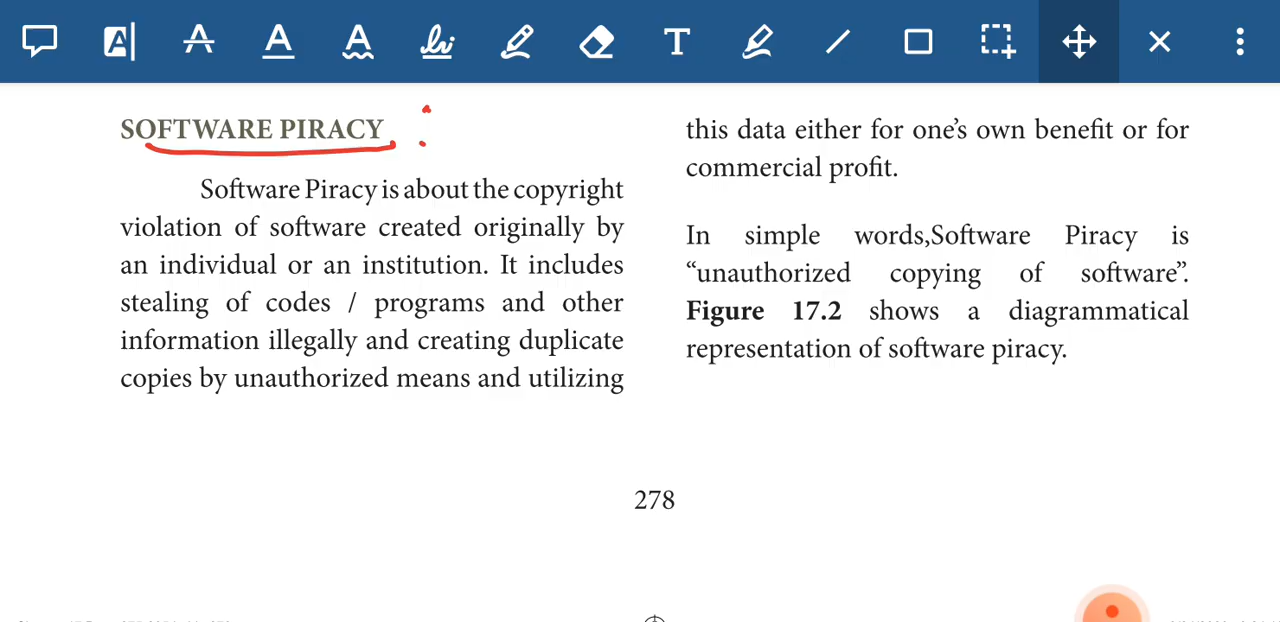 SOFTWARE PIRACY :
Software Piracy is about the copyright
violation of software created originally by
an individual or an institution. It includes
stealing of codes / programs and other
information illegally and creating duplicate
copies by unauthorized means and utilizing
this data either for one’s own benefit or for
commercial profit.
In simple words,Software Piracy is
“unauthorized copying of software”.
Figure 17.2 shows a diagrammatical
representation of software piracy.
278